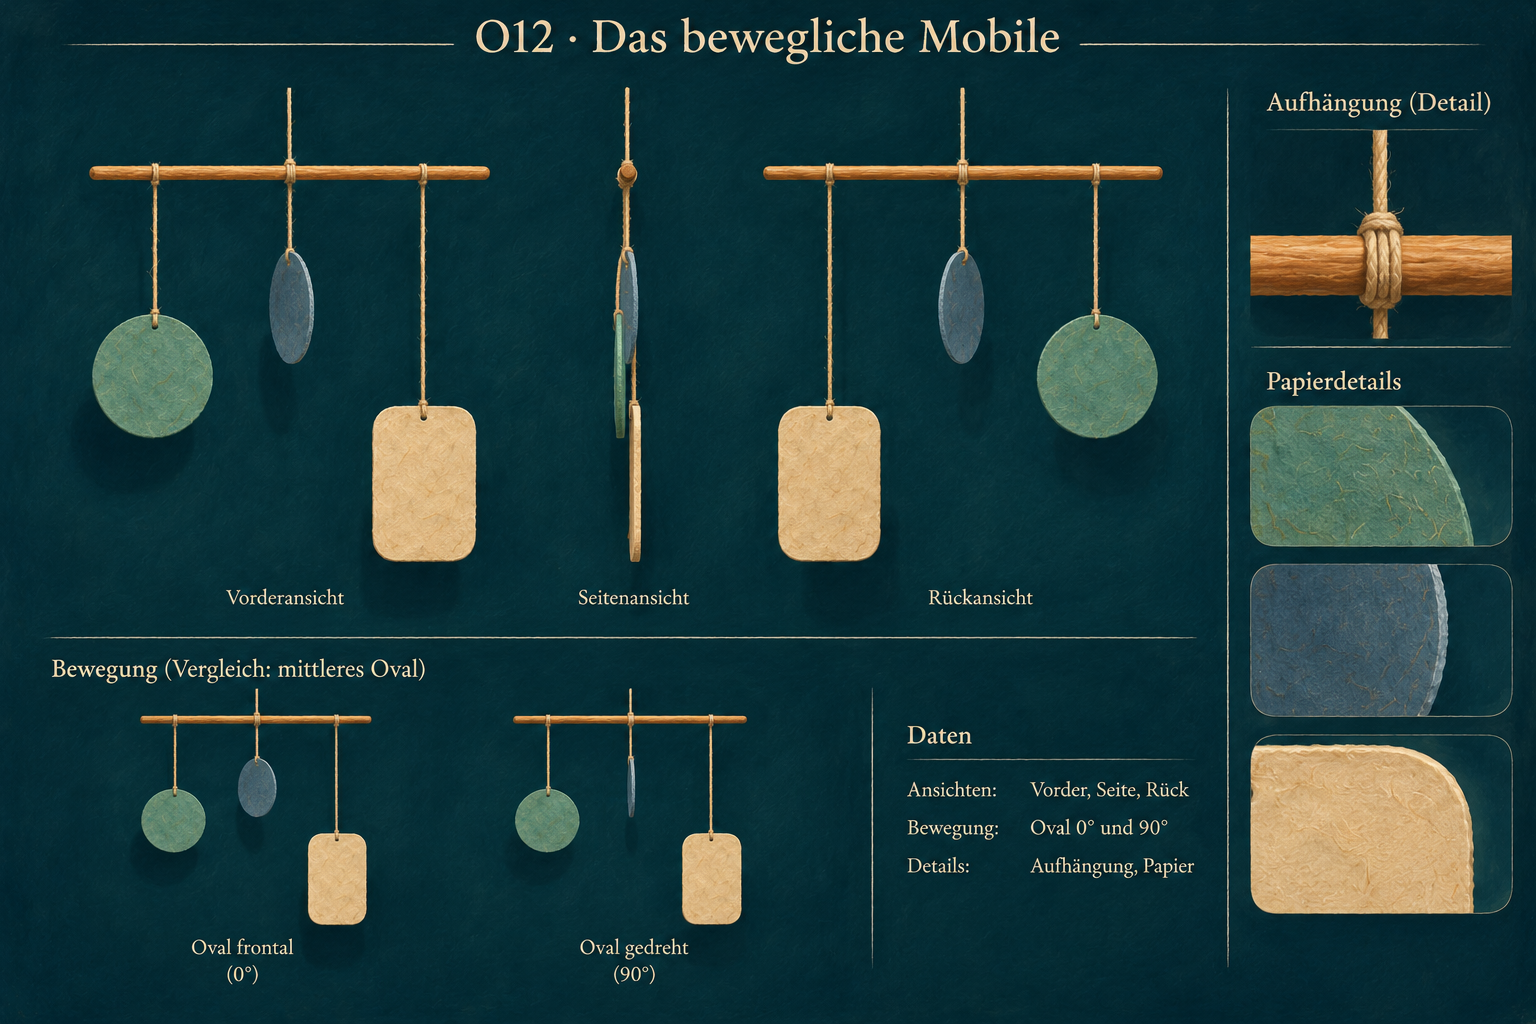 O12 · Das bewegliche Mobile
Vorderansicht
Seitenansicht
Rückansicht
Aufhängung (Detail)
Papierdetails
Bewegung (Vergleich: mittleres Oval)
Oval frontal
(0°)
Oval gedreht
(90°)
Daten
Ansichten: Vorder, Seite, Rück
Bewegung: Oval 0° und 90°
Details: Aufhängung, Papier